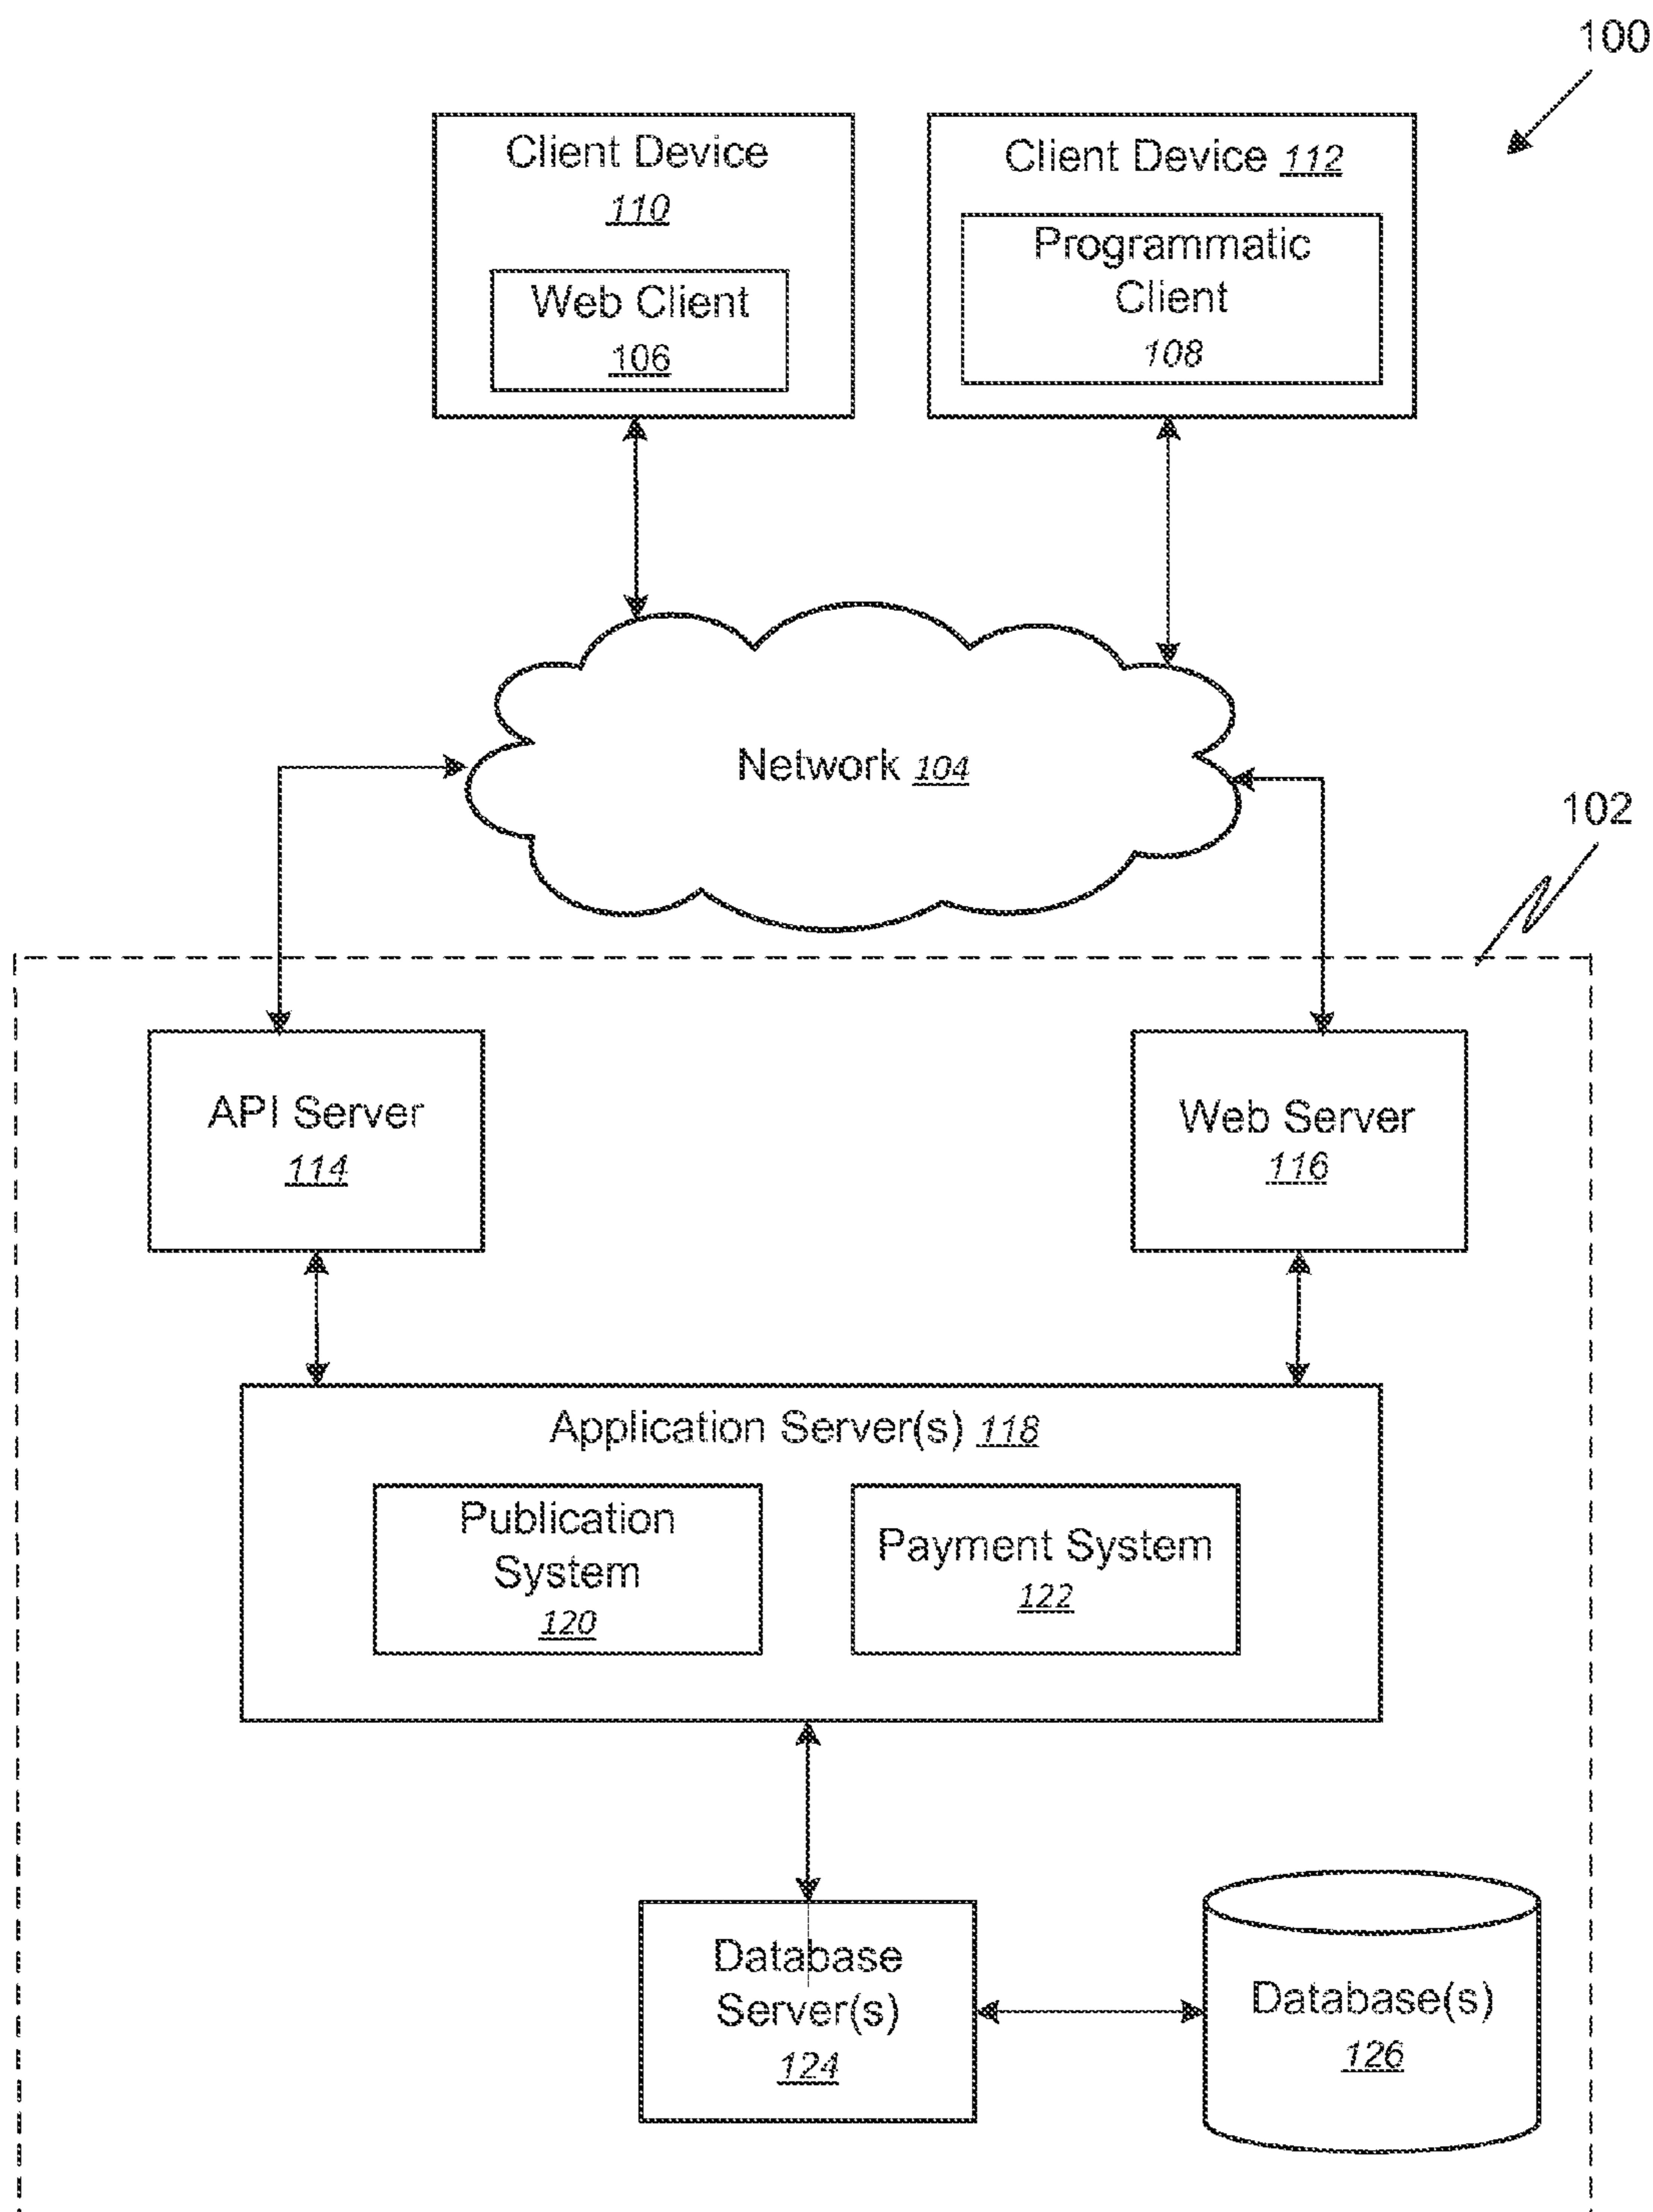 100
Client Device
110
Web Client
106
Client Device 112
Programmatic
Client
108
Network 104
102
API Server
114
Web Server
116
Application Server(s) 118
Publication
System
120
Payment System
122
Database
Server(s)
124
Database(s)
126